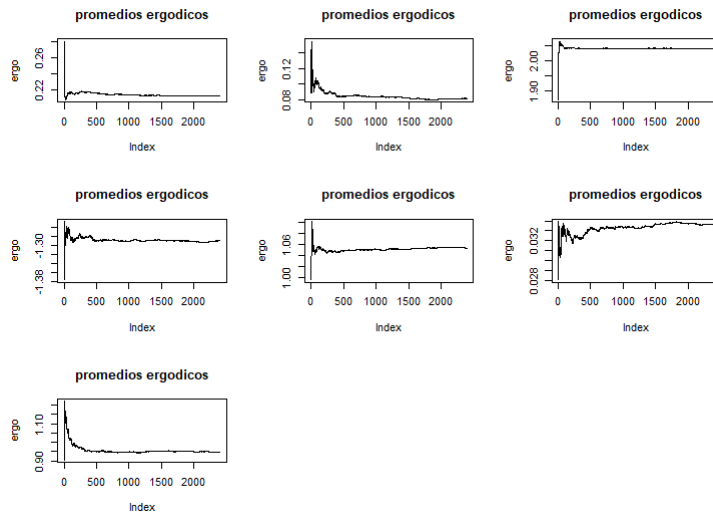 promedios ergodicos
ergo
0.22 0.26
0 500 1000 1500 2000
Index
promedios ergodicos
ergo
0.08 0.12
0 500 1000 1500 2000
Index
promedios ergodicos
ergo
1.90 2.00
0 500 1000 1500 2000
Index
promedios ergodicos
ergo
-1.38 -1.30
0 500 1000 1500 2000
Index
promedios ergodicos
ergo
1.00 1.06
0 500 1000 1500 2000
Index
promedios ergodicos
ergo
0.028 0.032
0 500 1000 1500 2000
Index
promedios ergodicos
ergo
0.90 1.10
0 500 1000 1500 2000
Index